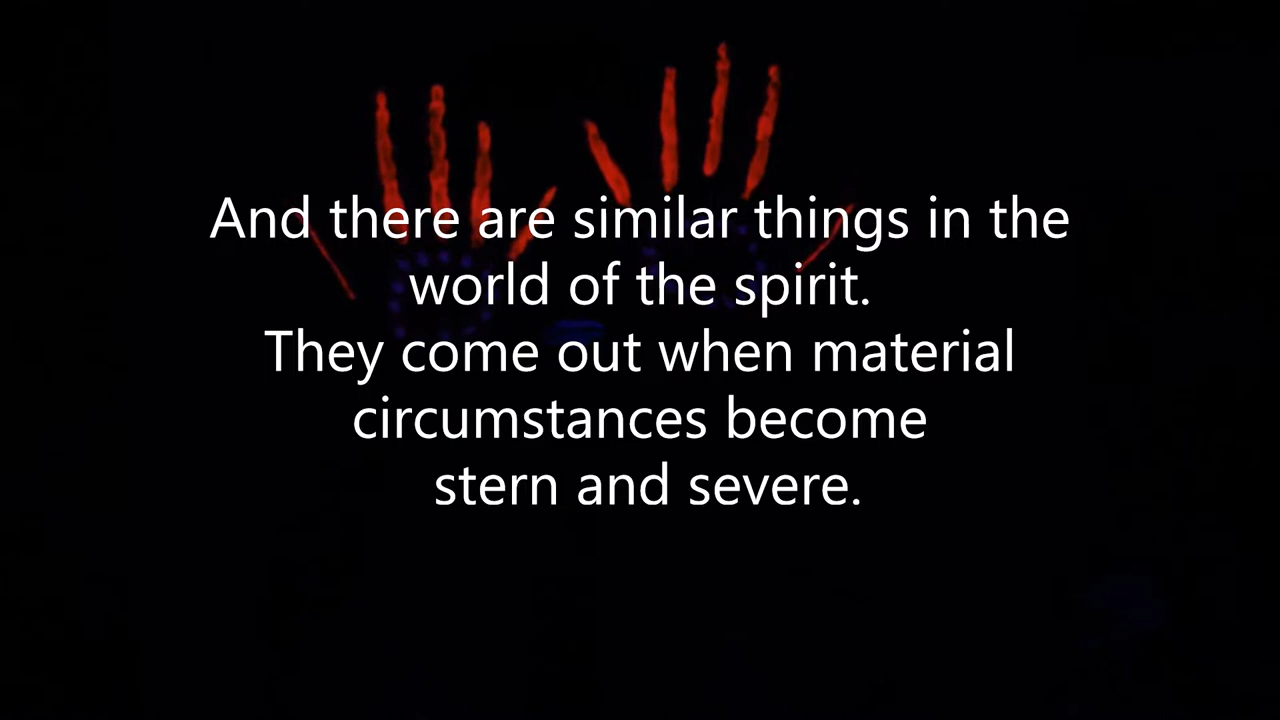 And there are similar things in the
world of the spirit.
They come out when material
circumstances become
stern and severe.